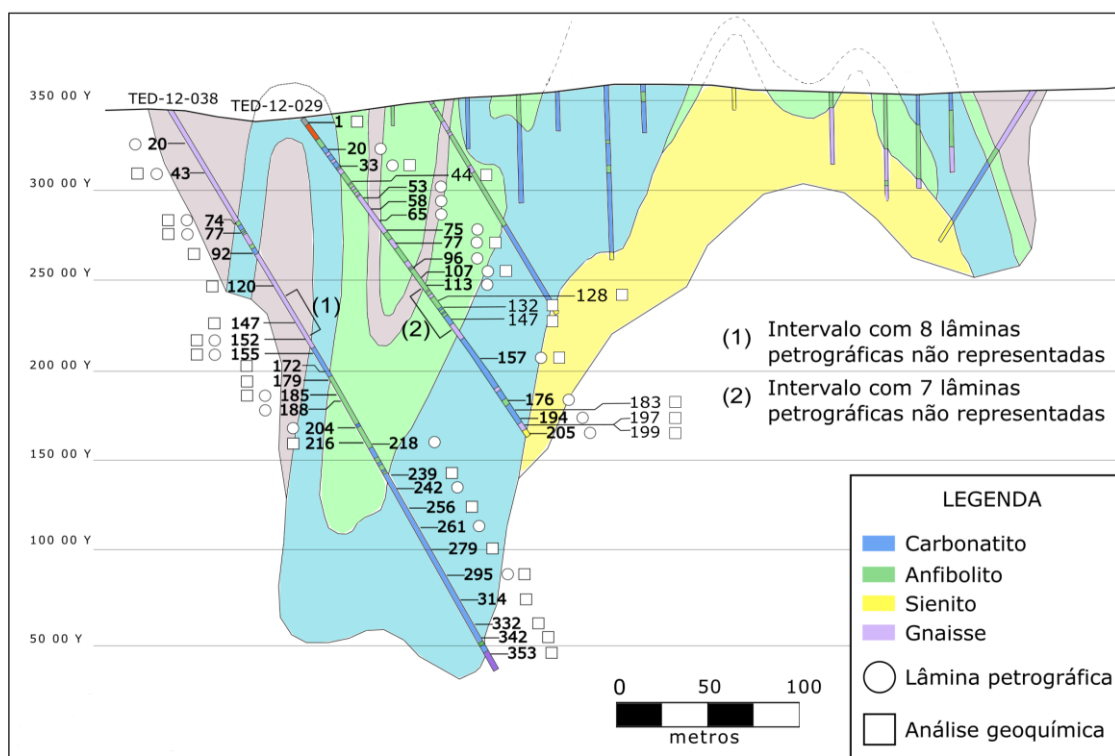 TED-12-038
TED-12-029
350 00 Y
300 00 Y
250 00 Y
200 00 Y
150 00 Y
100 00 Y
50 00 Y
20
43
74
77
92
120
(1)
147
152
155
172
179
185
188
204
216
218
239
242
256
261
279
295
314
332
342
353
1
20
33
44
53
58
65
75
77
96
107
113
128
132
147
(2)
157
176
183
194
197
205
199
(1) Intervalo com 8 lâminas
petrográficas não representadas
(2) Intervalo com 7 lâminas
petrográficas não representadas
LEGENDA
Carbonatito
Anfibolito
Sienito
Gnaisse
Lâmina petrográfica
Análise geoquímica
0 50 100
metros